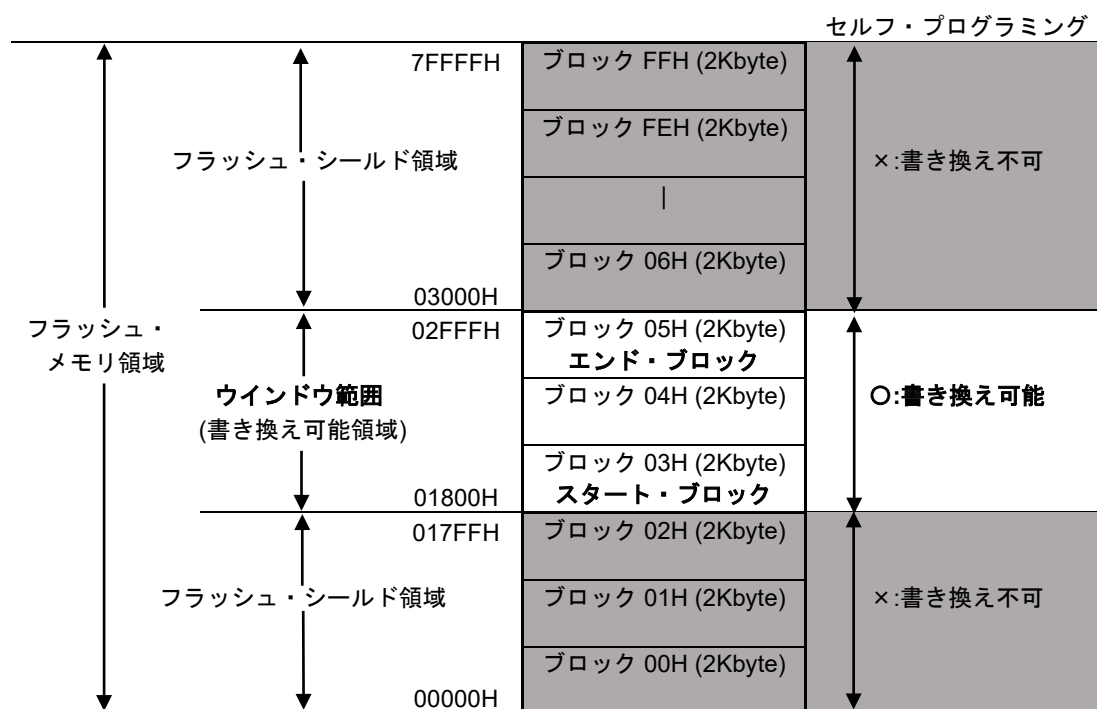 セルフ・プログラミング
7FFFFH
ブロック FFH (2Kbyte)
ブロック FEH (2Kbyte)
フラッシュ・シールド領域
×:書き換え不可
|
ブロック 06H (2Kbyte)
03000H
フラッシュ・
メモリ領域
02FFFH
ブロック 05H (2Kbyte)
エンド・ブロック
ウインドウ範囲
(書き換え可能領域)
ブロック 04H (2Kbyte)
〇:書き換え可能
ブロック 03H (2Kbyte)
スタート・ブロック
01800H
017FFH
ブロック 02H (2Kbyte)
フラッシュ・シールド領域
ブロック 01H (2Kbyte)
×:書き換え不可
ブロック 00H (2Kbyte)
00000H